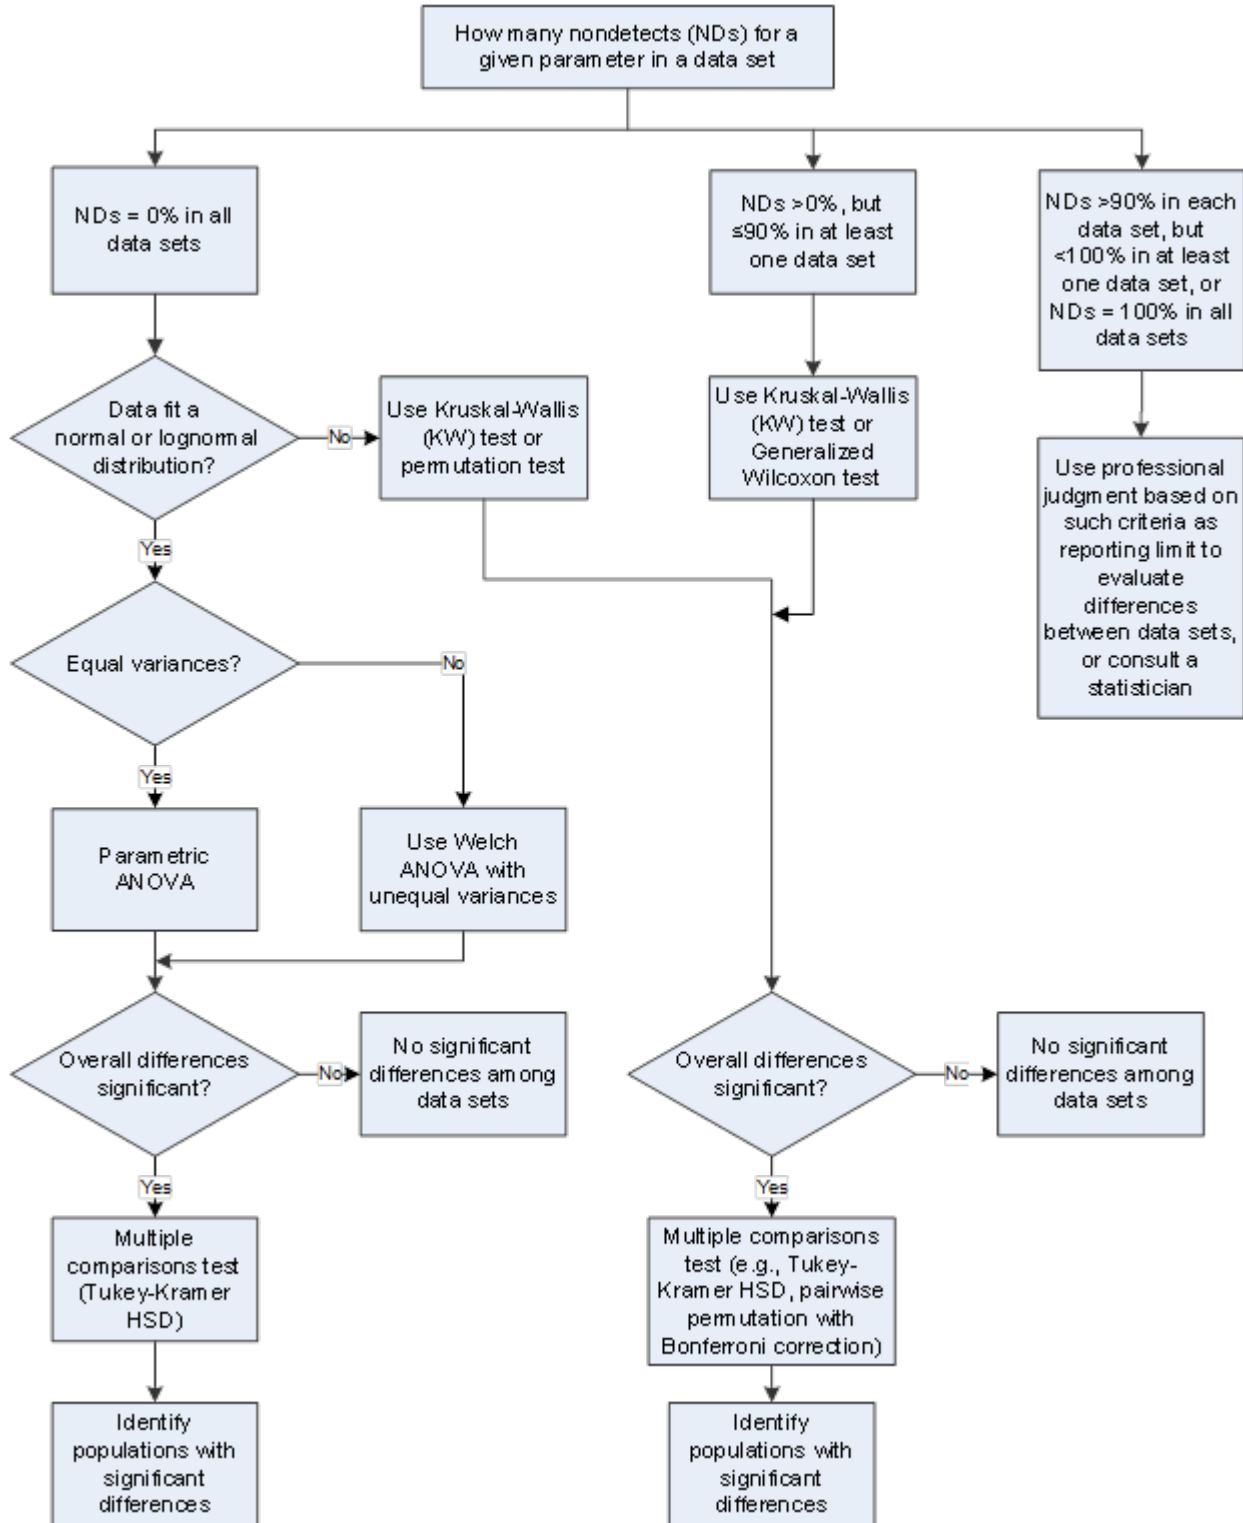 How many nondetects (NDs) for a
given parameter in a data set
NDs = 0% in all
data sets
NDs >0%, but
≤90% in at least
one data set
NDs >90% in each
data set, but
<100% in at least
one data set, or
NDs = 100% in all
data sets
Data fit a
normal or lognormal
distribution?
No
Use Kruskal-Wallis
(KW) test or
permutation test
Use Kruskal-Wallis
(KW) test or
Generalized
Wilcoxon test
Use professional
judgment based on
such criteria as
reporting limit to
evaluate
differences
between data sets,
or consult a
statistician
Yes
Equal variances?
No
Yes
Parametric
ANOVA
Use Welch
ANOVA with
unequal variances
Overall differences
significant?
No
No significant
differences among
data sets
Overall differences
significant?
No
No significant
differences among
data sets
Yes
Multiple
comparisons test
(Tukey-Kramer
HSD)
Yes
Multiple comparisons
test (e.g., Tukey-
Kramer HSD, pairwise
permutation with
Bonferroni correction)
Identify
populations with
significant
differences
Identify
populations with
significant
differences